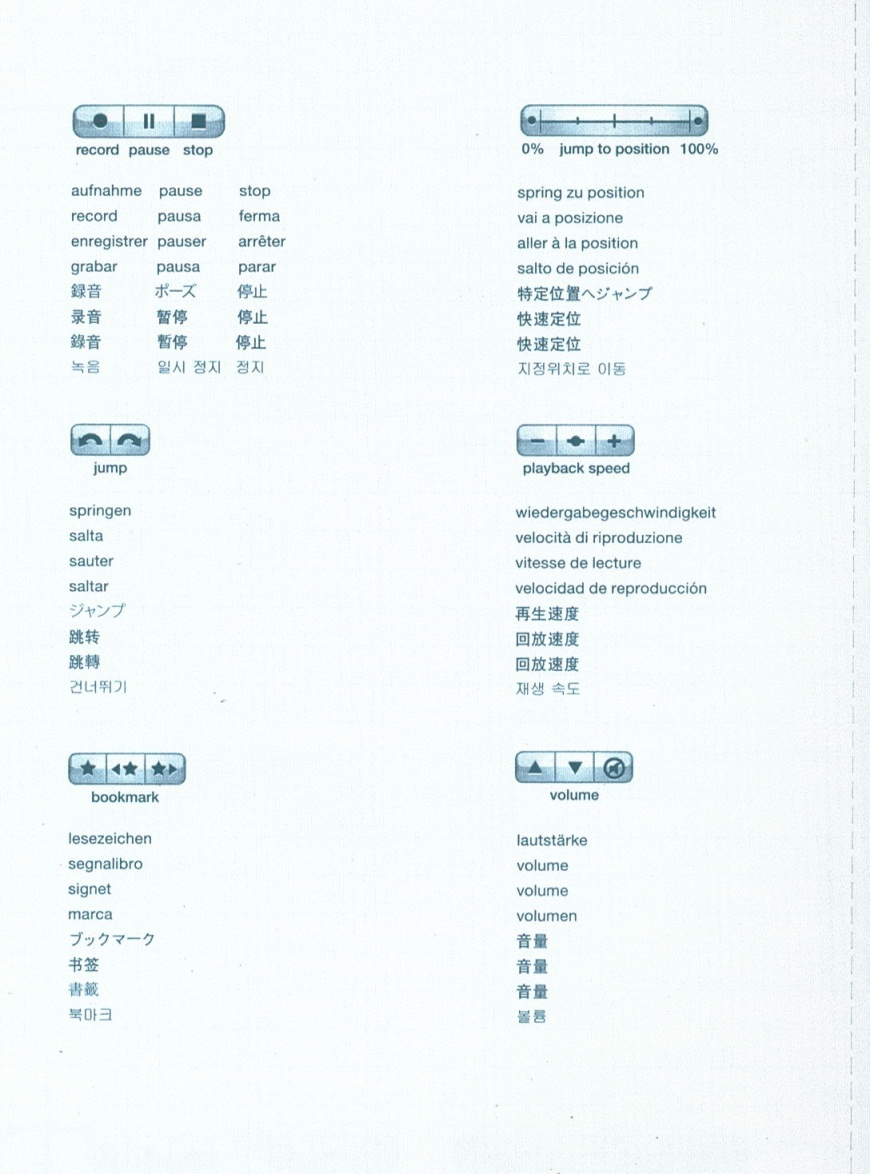 record pause stop
aufnahme pause stop
record pausa ferma
enregistrer pauser arrêter
grabar pausa parar
録音 ポーズ 停止
录音 暂停 停止
錄音 暫停 停止
녹음 일시 정지 정지
0% jump to position 100%
spring zu position
vai a posizione
aller à la position
salto de posición
特定位置へジャンプ
快速定位
快速定位
지정위치로 이동
jump
springen
salta
sauter
saltar
ジャンプ
跳转
跳轉
건너뛰기
playback speed
wiedergabegeschwindigkeit
velocità di riproduzione
vitesse de lecture
velocidad de reproducción
再生速度
回放速度
回放速度
재생 속도
bookmark
lesezeichen
segnalibro
signet
marca
ブックマーク
书签
書籤
북마크
volume
lautstärke
volume
volume
volumen
音量
音量
音量
볼륨